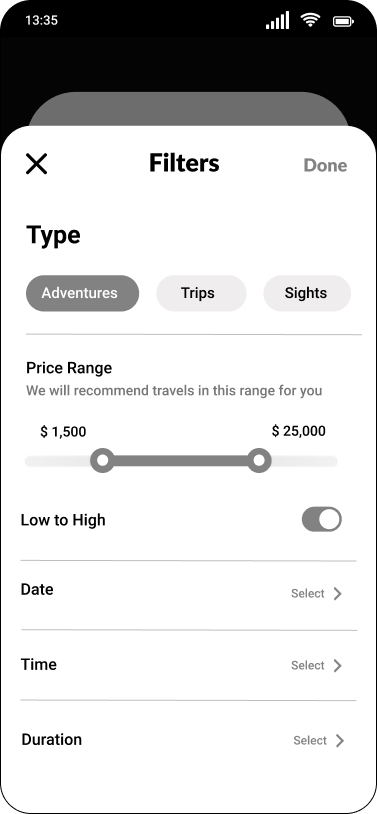 13:35
Filters
Done
Type
Adventures
Trips
Sights
Price Range
We will recommend travels in this range for you
$ 1,500
$ 25,000
Low to High
Date
Select
Time
Select
Duration
Select